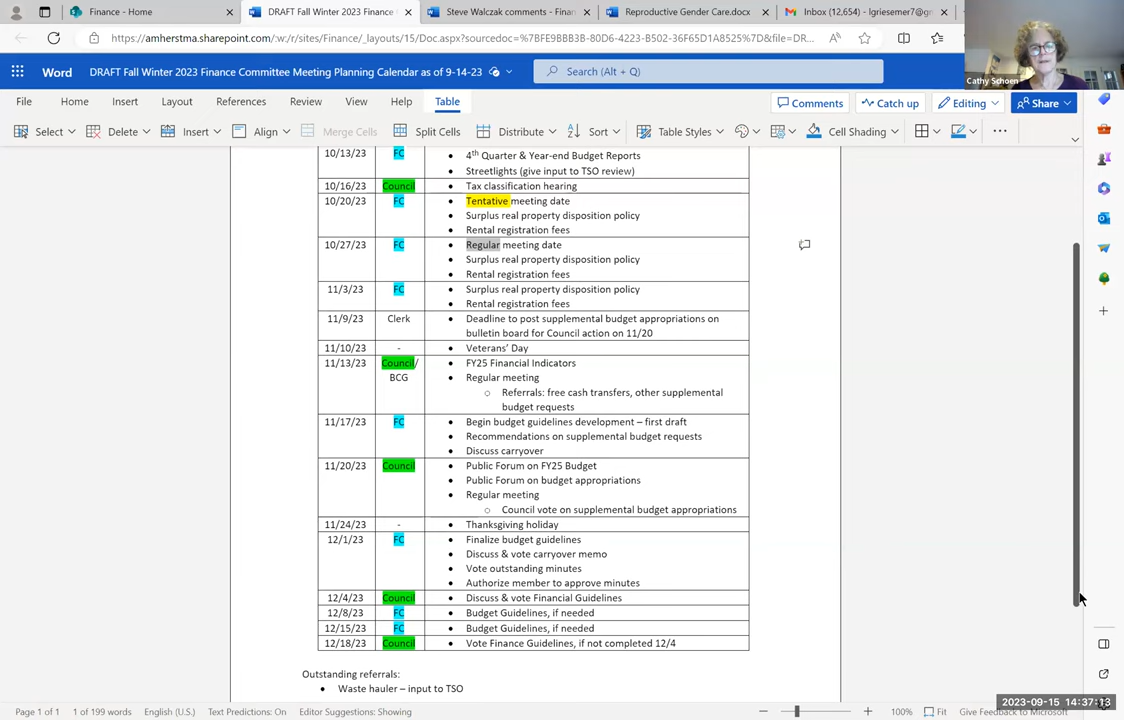 Finance - Home
DRAFT Fall Winter 2023 Finance
Steve Walczak comments - Finan
Reproductive Gender Care.docx
Inbox (12,654) - lgriesemer7@g
https://amherstma.sharepoint.com/:w:/r/sites/Finance/_layouts/15/Doc.aspx?sourcedoc=%7BFE9BBB3B-80D6-4223-B502-36F65D1A8525%7D&file=DR...
Word
DRAFT Fall Winter 2023 Finance Committee Meeting Planning Calendar as of 9-14-23
Search (Alt + Q)
Cathy Schoen
File Home Insert Layout References Review View Help Table
Comments Catch up Editing Share
Select Delete Insert Align Merge Cells Split Cells Distribute Sort Table Styles Cell Shading
10/13/23 FC • 4th Quarter & Year-end Budget Reports
• Streetlights (give input to TSO review)
10/16/23 Council • Tax classification hearing
10/20/23 FC • Tentative meeting date
• Surplus real property disposition policy
• Rental registration fees
10/27/23 FC • Regular meeting date
• Surplus real property disposition policy
• Rental registration fees
11/3/23 FC • Surplus real property disposition policy
• Rental registration fees
11/9/23 Clerk • Deadline to post supplemental budget appropriations on
bulletin board for Council action on 11/20
11/10/23 - • Veterans' Day
11/13/23 Council/ • FY25 Financial Indicators
BCG • Regular meeting
○ Referrals: free cash transfers, other supplemental
budget requests
11/17/23 FC • Begin budget guidelines development – first draft
• Recommendations on supplemental budget requests
• Discuss carryover
11/20/23 Council • Public Forum on FY25 Budget
• Public Forum on budget appropriations
• Regular meeting
○ Council vote on supplemental budget appropriations
11/24/23 - • Thanksgiving holiday
12/1/23 FC • Finalize budget guidelines
• Discuss & vote carryover memo
• Vote outstanding minutes
• Authorize member to approve minutes
12/4/23 Council • Discuss & vote Financial Guidelines
12/8/23 FC • Budget Guidelines, if needed
12/15/23 FC • Budget Guidelines, if needed
12/18/23 Council • Vote Finance Guidelines, if not completed 12/4
Outstanding referrals:
• Waste hauler – input to TSO
Page 1 of 1 1 of 199 words English (U.S.) Text Predictions: On Editor Suggestions: Showing 100% Fit Give Feedback to Microsoft
2023-09-15 14:37:13